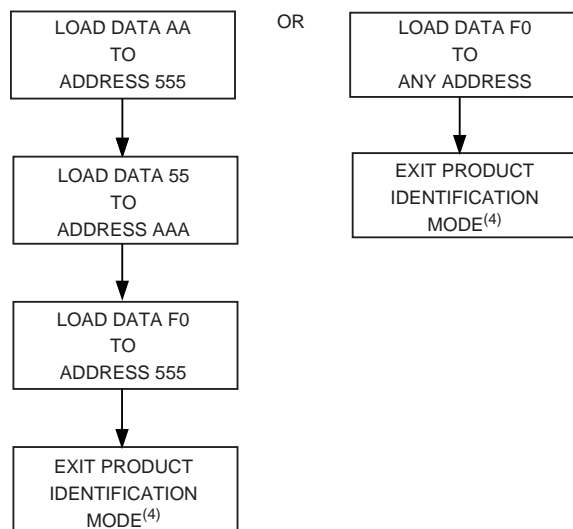 LOAD DATA AA
TO
ADDRESS 555
LOAD DATA 55
TO
ADDRESS AAA
LOAD DATA F0
TO
ADDRESS 555
EXIT PRODUCT
IDENTIFICATION
MODE(4)
OR
LOAD DATA F0
TO
ANY ADDRESS
EXIT PRODUCT
IDENTIFICATION
MODE(4)